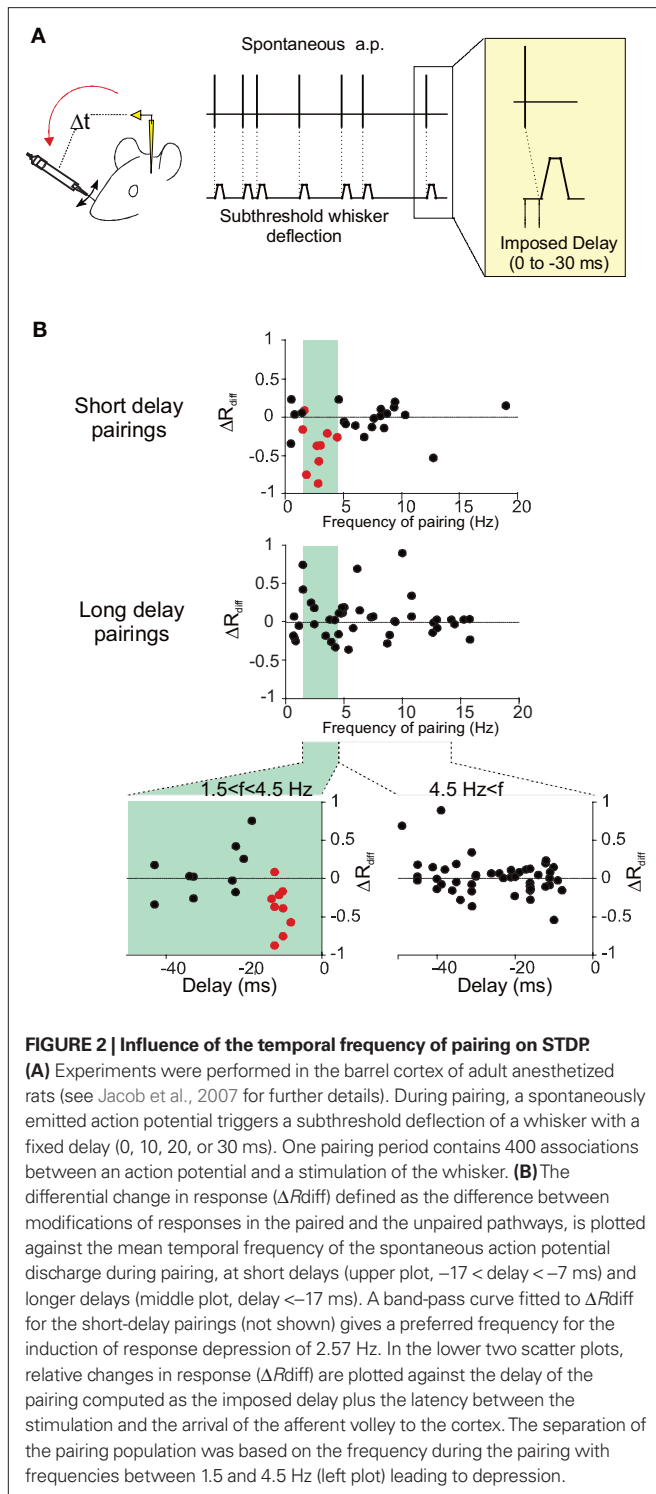 A
Spontaneous a.p.
Δt
Subthreshold whisker
deflection
Imposed Delay
(0 to -30 ms)
B
Short delay
pairings
ΔR diff
1
0.5
0
-0.5
-1
0 5 10 15 20
Frequency of pairing (Hz)
Long delay
pairings
ΔR diff
1
0.5
0
-0.5
-1
0 5 10 15 20
Frequency of pairing (Hz)
1.5<f<4.5 Hz
1
0.5
0
-0.5
-1
ΔR diff
-40 -20 0
Delay (ms)
4.5 Hz<f
1
0.5
0
-0.5
-1
ΔR diff
-40 -20 0
Delay (ms)
FIGURE 2 | Influence of the temporal frequency of pairing on STDP.
(A) Experiments were performed in the barrel cortex of adult anesthetized
rats (see Jacob et al., 2007 for further details). During pairing, a spontaneously
emitted action potential triggers a subthreshold deflection of a whisker with a
fixed delay (0, 10, 20, or 30 ms). One pairing period contains 400 associations
between an action potential and a stimulation of the whisker. (B) The
differential change in response (ΔRdiff) defined as the difference between
modifications of responses in the paired and the unpaired pathways, is plotted
against the mean temporal frequency of the spontaneous action potential
discharge during pairing, at short delays (upper plot, −17 < delay < −7 ms) and
longer delays (middle plot, delay <−17 ms). A band-pass curve fitted to ΔRdiff
for the short-delay pairings (not shown) gives a preferred frequency for the
induction of response depression of 2.57 Hz. In the lower two scatter plots,
relative changes in response (ΔRdiff) are plotted against the delay of the
pairing computed as the imposed delay plus the latency between the
stimulation and the arrival of the afferent volley to the cortex. The separation of
the pairing population was based on the frequency during the pairing with
frequencies between 1.5 and 4.5 Hz (left plot) leading to depression.